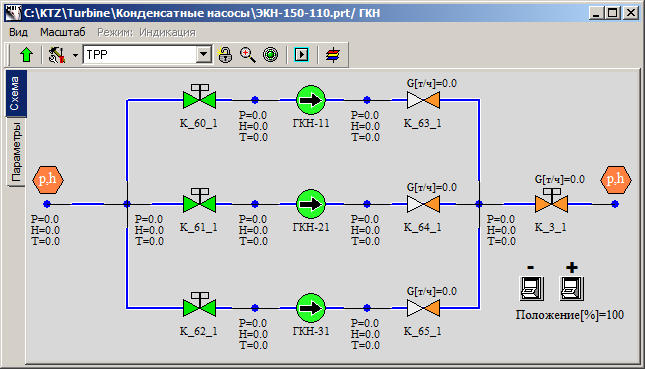 C:\KTZ\Turbine\Конденсатные насосы\ЭКН-150-110.prt/ ГКН
Вид Масштаб Режим: Индикация
TPP
Схема
Параметры
G[т/ч]=0.0
K_60_1
P=0.0
H=0.0
T=0.0
ГКН-11
P=0.0
H=0.0
T=0.0
K_63_1
p,h
P=0.0
H=0.0
T=0.0
P=0.0
H=0.0
T=0.0
G[т/ч]=0.0
K_61_1
P=0.0
H=0.0
T=0.0
ГКН-21
P=0.0
H=0.0
T=0.0
K_64_1
P=0.0
H=0.0
T=0.0
G[т/ч]=0.0
K_3_1
p,h
G[т/ч]=0.0
K_62_1
P=0.0
H=0.0
T=0.0
ГКН-31
P=0.0
H=0.0
T=0.0
K_65_1
- +
Положение[%]=100